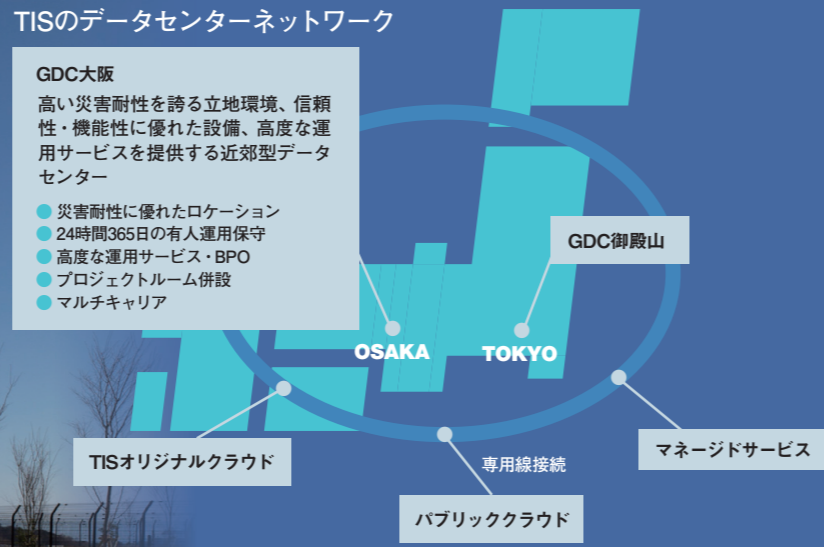 TISのデータセンターネットワーク
GDC大阪
高い災害耐性を誇る立地環境、信頼
性・機能性に優れた設備、高度な運
用サービスを提供する近郊型データ
センター
● 災害耐性に優れたロケーション
● 24時間365日の有人運用保守
● 高度な運用サービス・BPO
● プロジェクトルーム併設
● マルチキャリア
GDC御殿山
OSAKA
TOKYO
TISオリジナルクラウド
専用線接続
パブリッククラウド
マネージドサービス